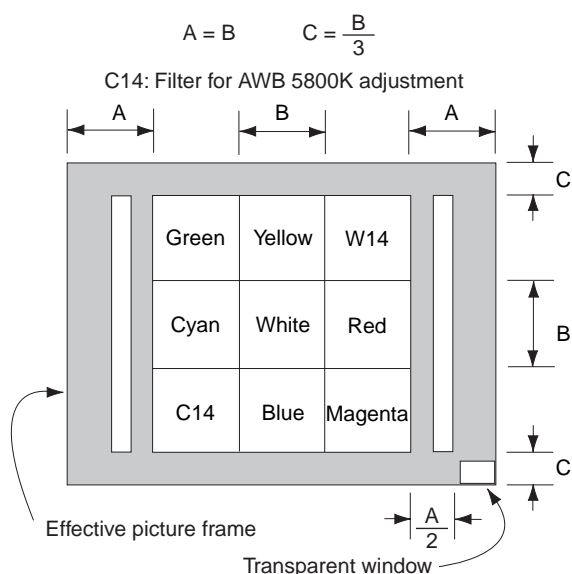 A = B C = B/3
C14: Filter for AWB 5800K adjustment
A B A
C
Green Yellow W14
Cyan White Red
B
C14 Blue Magenta
C
A/2
Effective picture frame
Transparent window